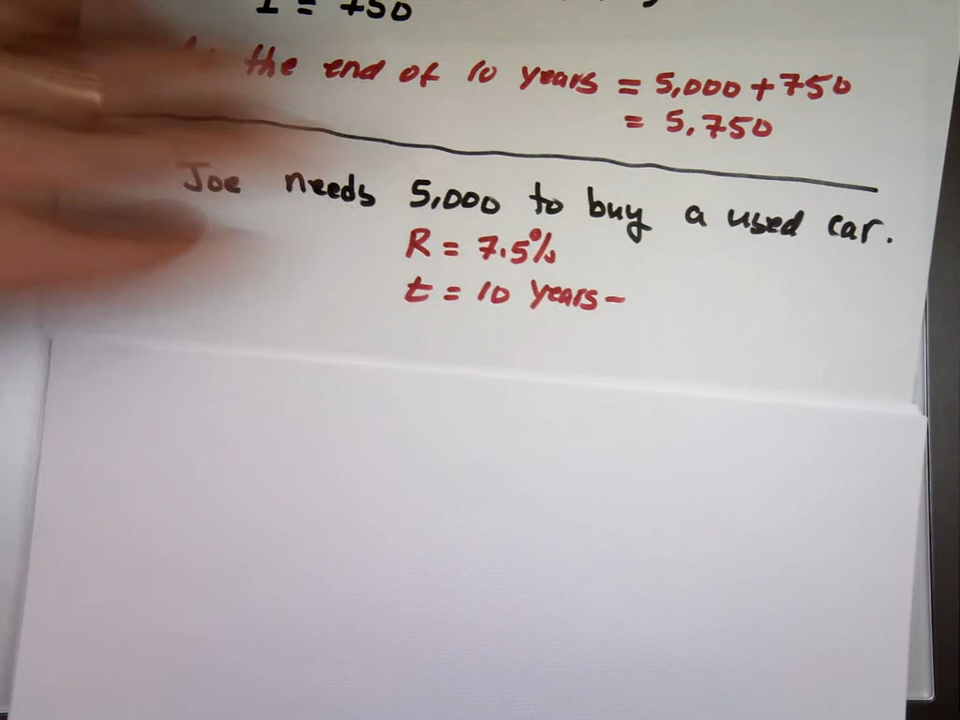 I = 750
the end of 10 years = 5,000 + 750
= 5,750
Joe needs 5,000 to buy a used car.
R = 7.5%
t = 10 years -